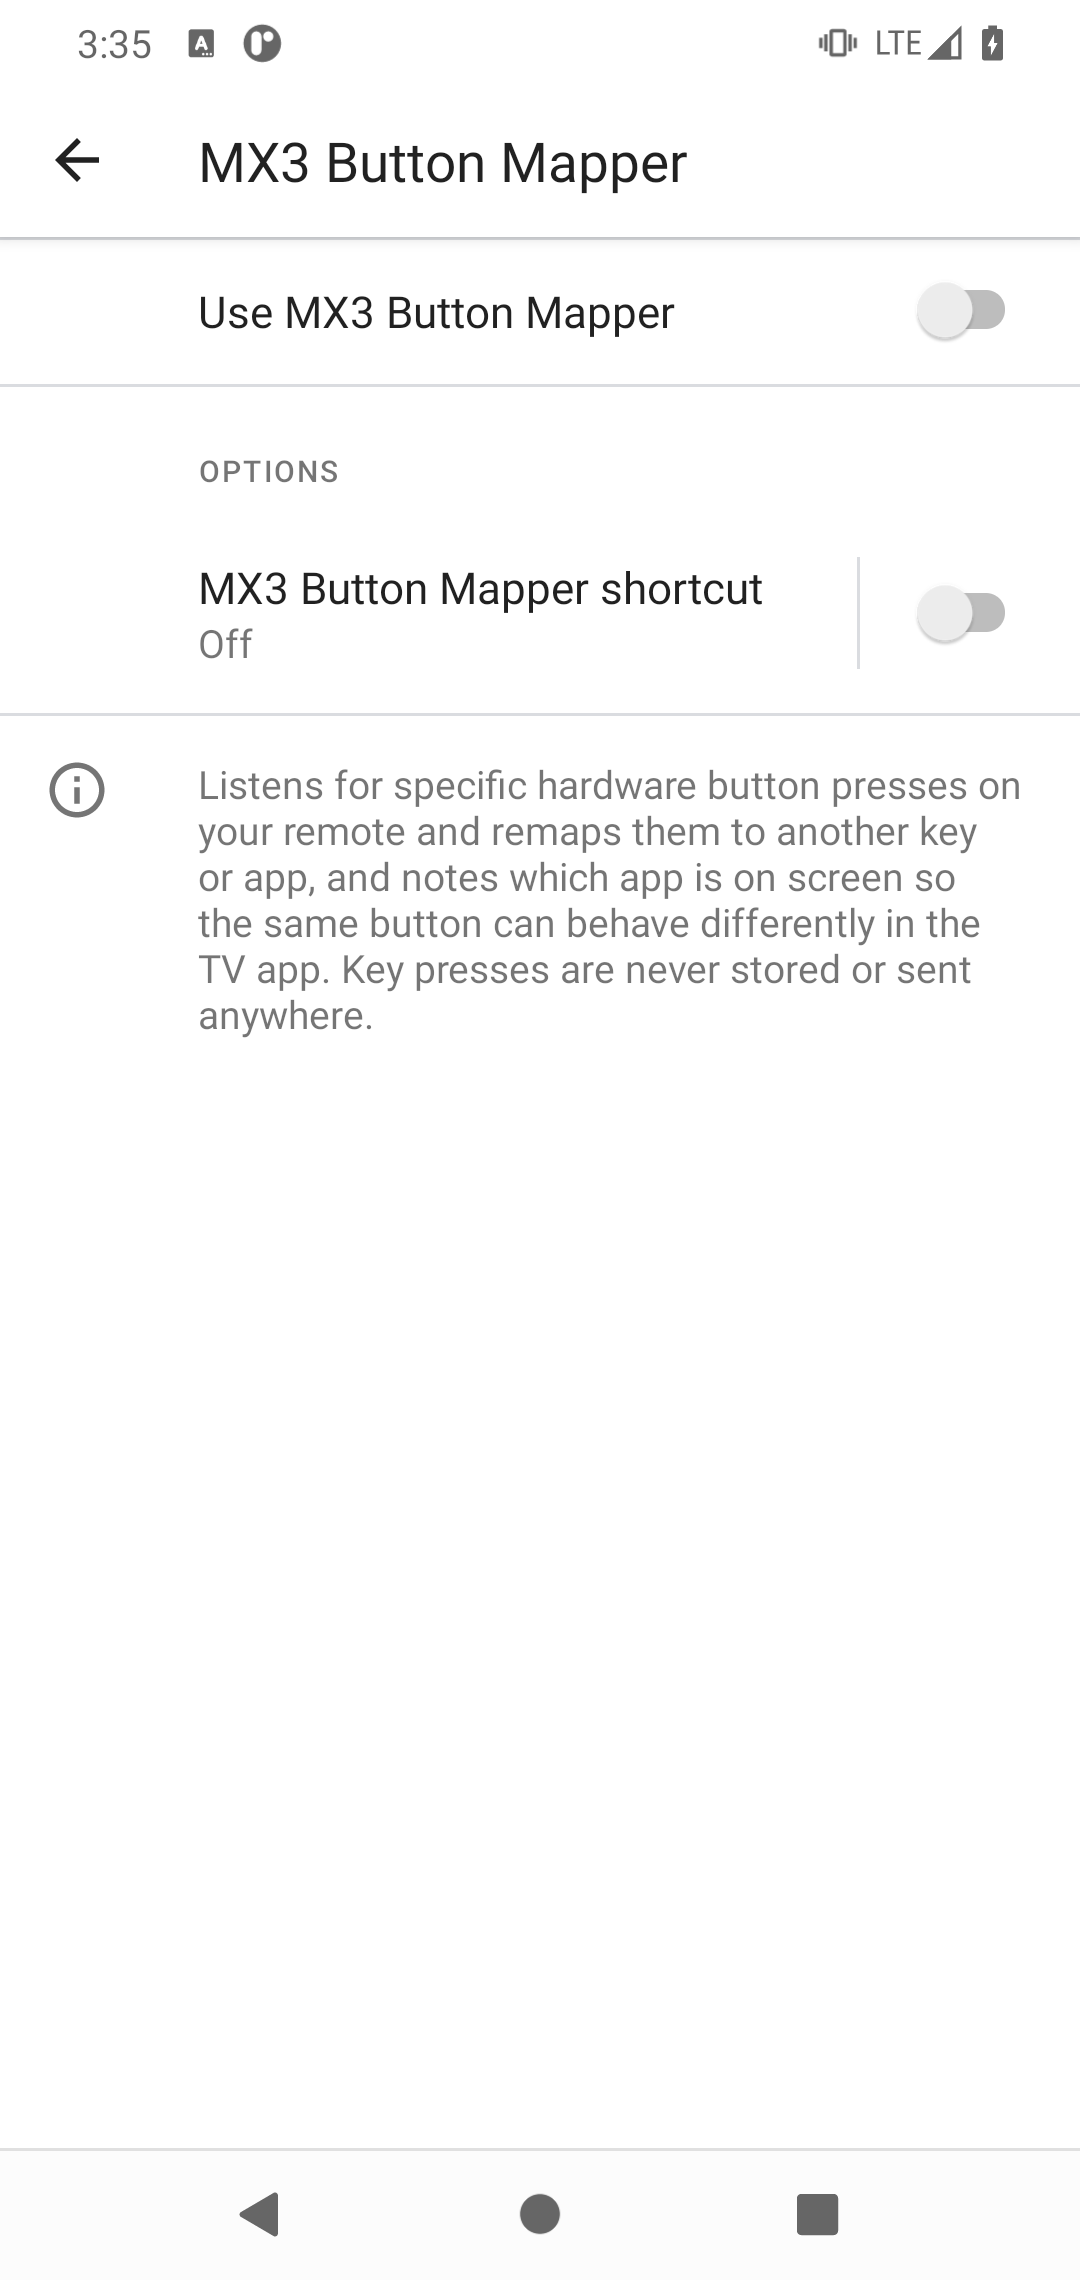 3:35
LTE
MX3 Button Mapper
Use MX3 Button Mapper
OPTIONS
MX3 Button Mapper shortcut
Off
Listens for specific hardware button presses on
your remote and remaps them to another key
or app, and notes which app is on screen so
the same button can behave differently in the
TV app. Key presses are never stored or sent
anywhere.